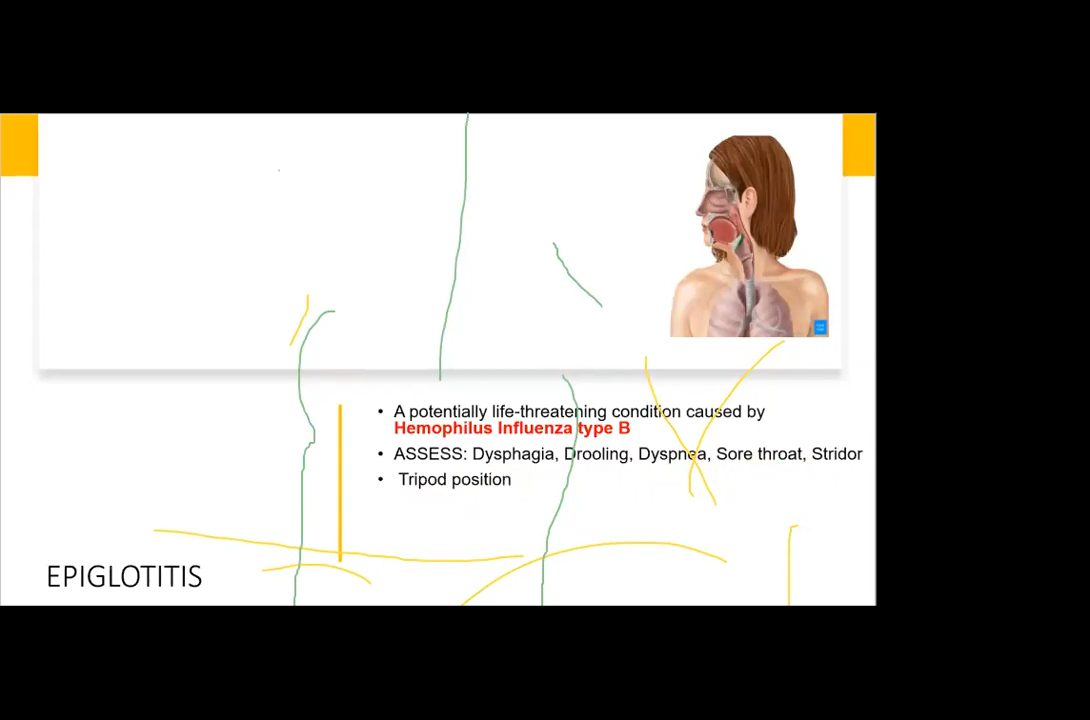 • A potentially life-threatening condition caused by
Hemophilus Influenza type B
• ASSESS: Dysphagia, Drooling, Dyspnea, Sore throat, Stridor
• Tripod position
EPIGLOTITIS